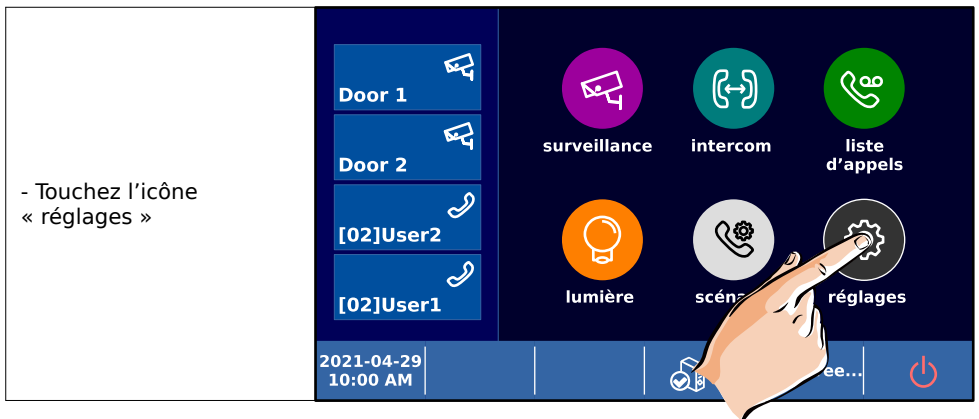 - Touchez l’icône
« réglages »
Door 1
Door 2
[02]User2
[02]User1
surveillance
intercom
liste
d’appels
lumière
réglages
2021-04-29
10:00 AM